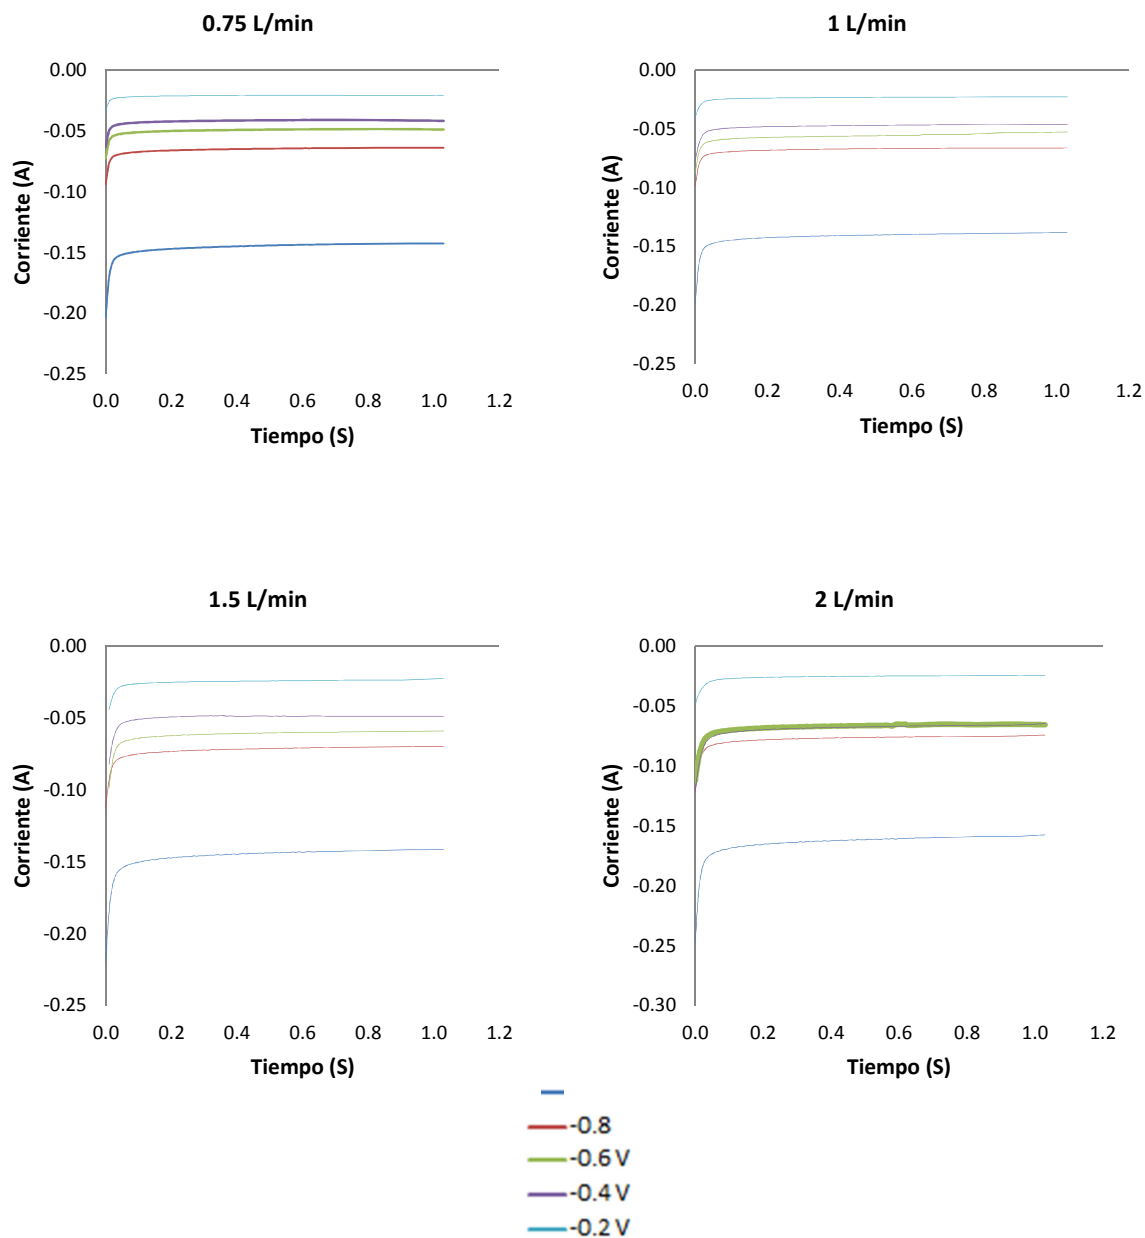 0.75 L/min
0.00
-0.05
-0.10
-0.15
-0.20
-0.25
Corriente (A)
0.0 0.2 0.4 0.6 0.8 1.0 1.2
Tiempo (S)
1 L/min
0.00
-0.05
-0.10
-0.15
-0.20
-0.25
Corriente (A)
0.0 0.2 0.4 0.6 0.8 1.0 1.2
Tiempo (S)
1.5 L/min
0.00
-0.05
-0.10
-0.15
-0.20
-0.25
Corriente (A)
0.0 0.2 0.4 0.6 0.8 1.0 1.2
Tiempo (S)
2 L/min
0.00
-0.05
-0.10
-0.15
-0.20
-0.25
-0.30
Corriente (A)
0.0 0.2 0.4 0.6 0.8 1.0 1.2
Tiempo (S)
-0.8
-0.6 V
-0.4 V
-0.2 V